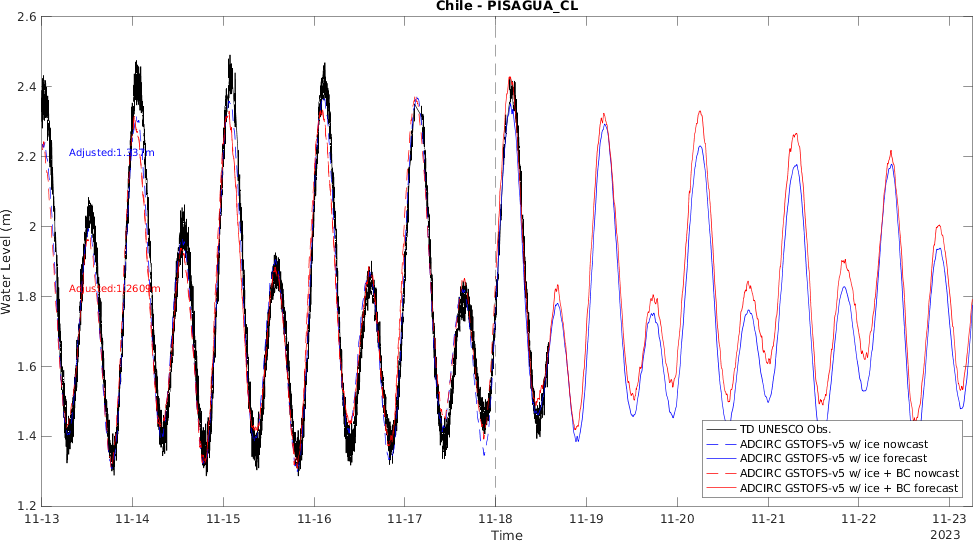 Chile - PISAGUA_CL
2.6
2.4
2.2
2
1.8
1.6
1.4
1.2
Water Level (m)
Adjusted:1.337m
Adjusted:1.2609m
TD UNESCO Obs.
ADCIRC GSTOFS-v5 w/ ice nowcast
ADCIRC GSTOFS-v5 w/ ice forecast
ADCIRC GSTOFS-v5 w/ ice + BC nowcast
ADCIRC GSTOFS-v5 w/ ice + BC forecast
11-13 11-14 11-15 11-16 11-17 11-18 11-19 11-20 11-21 11-22 11-23
Time
2023